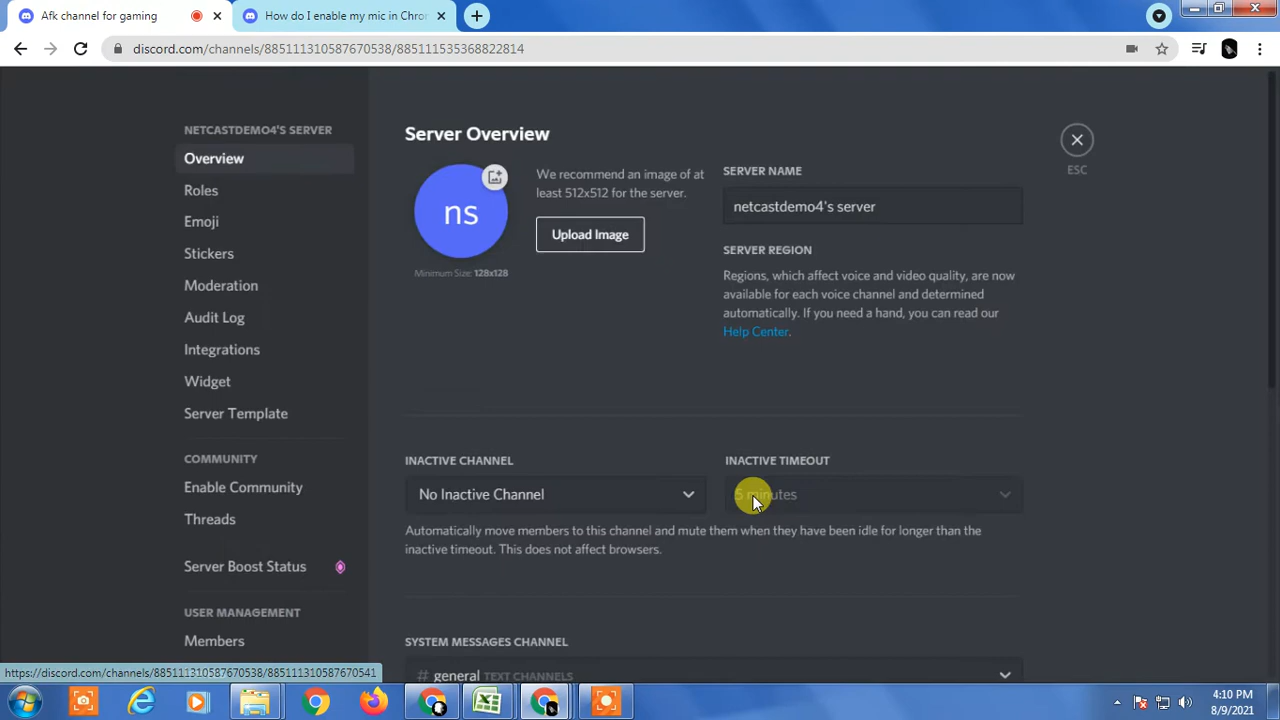 Afk channel for gaming
How do I enable my mic in Chro
discord.com/channels/885111310587670538/885111535368822814
NETCASTDEMO4'S SERVER
Overview
Roles
Emoji
Stickers
Moderation
Audit Log
Integrations
Widget
Server Template
COMMUNITY
Enable Community
Threads
Server Boost Status
USER MANAGEMENT
Members
Server Overview
ns
Minimum Size: 128x128
We recommend an image of at
least 512x512 for the server.
Upload Image
SERVER NAME
netcastdemo4's server
SERVER REGION
Regions, which affect voice and video quality, are now
available for each voice channel and determined
automatically. If you need a hand, you can read our
Help Center.
ESC
INACTIVE CHANNEL
No Inactive Channel
INACTIVE TIMEOUT
5 minutes
Automatically move members to this channel and mute them when they have been idle for longer than the
inactive timeout. This does not affect browsers.
SYSTEM MESSAGES CHANNEL
# general TEXT CHANNELS
https://discord.com/channels/885111310587670538/885111310587670541
4:10 PM
8/9/2021